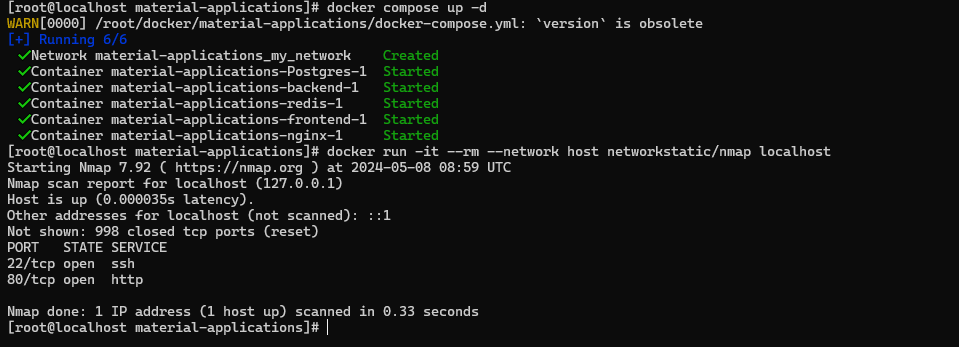 [root@localhost material-applications]# docker compose up -d
WARN[0000] /root/docker/material-applications/docker-compose.yml: `version` is obsolete
[+] Running 6/6
✓Network material-applications_my_network    Created
✓Container material-applications-Postgres-1  Started
✓Container material-applications-backend-1   Started
✓Container material-applications-redis-1     Started
✓Container material-applications-frontend-1  Started
✓Container material-applications-nginx-1     Started
[root@localhost material-applications]# docker run -it --rm --network host networkstatic/nmap localhost
Starting Nmap 7.92 ( https://nmap.org ) at 2024-05-08 08:59 UTC
Nmap scan report for localhost (127.0.0.1)
Host is up (0.000035s latency).
Other addresses for localhost (not scanned): ::1
Not shown: 998 closed tcp ports (reset)
PORT   STATE SERVICE
22/tcp open  ssh
80/tcp open  http
Nmap done: 1 IP address (1 host up) scanned in 0.33 seconds
[root@localhost material-applications]#